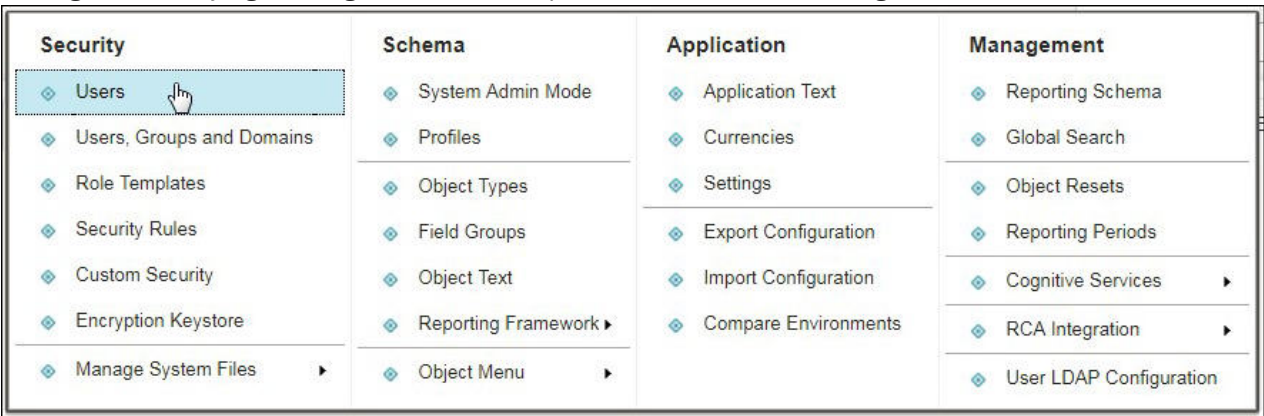 Security
Users
Users, Groups and Domains
Role Templates
Security Rules
Custom Security
Encryption Keystore
Manage System Files
Schema
System Admin Mode
Profiles
Object Types
Field Groups
Object Text
Reporting Framework
Object Menu
Application
Application Text
Currencies
Settings
Export Configuration
Import Configuration
Compare Environments
Management
Reporting Schema
Global Search
Object Resets
Reporting Periods
Cognitive Services
RCA Integration
User LDAP Configuration